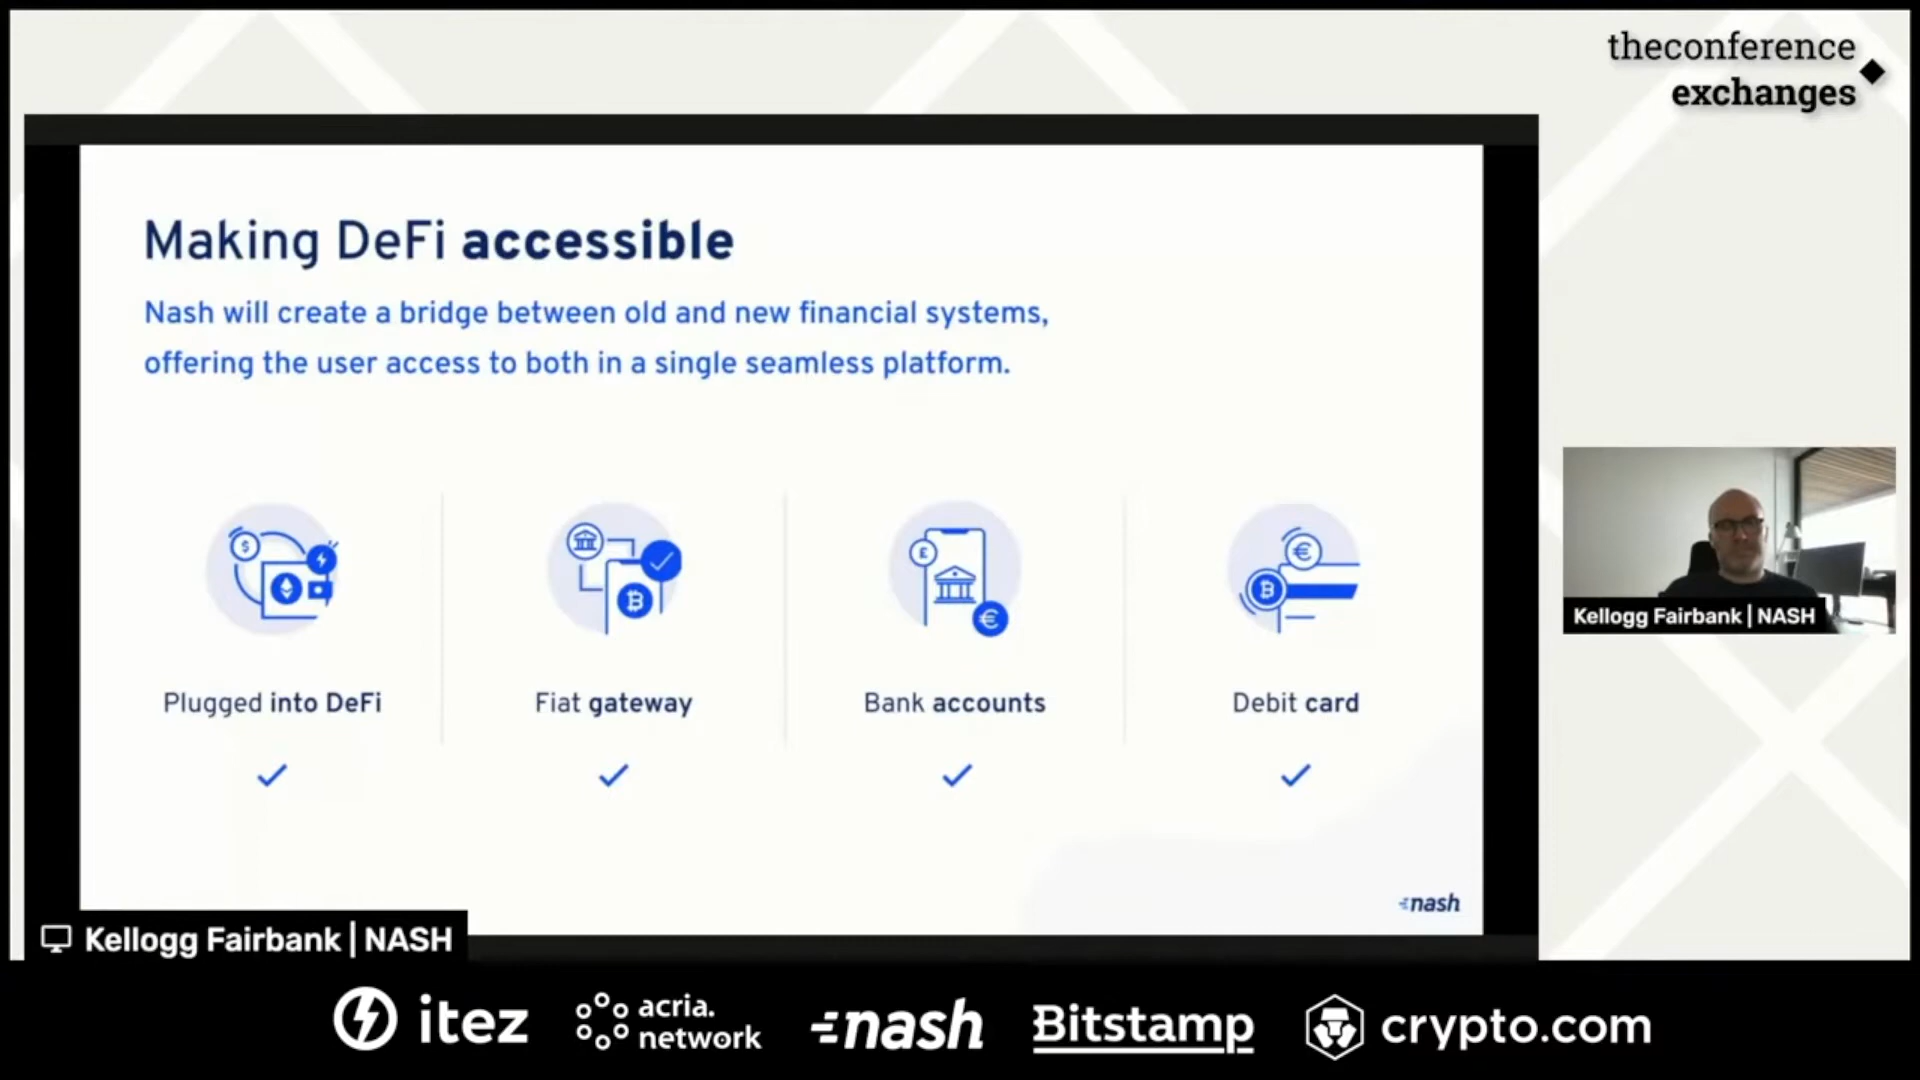 theconference
exchanges
Making DeFi accessible
Nash will create a bridge between old and new financial systems,
offering the user access to both in a single seamless platform.
Plugged into DeFi
Fiat gateway
Bank accounts
Debit card
nash
Kellogg Fairbank | NASH
Kellogg Fairbank | NASH
itez
acria.
network
nash
Bitstamp
crypto.com